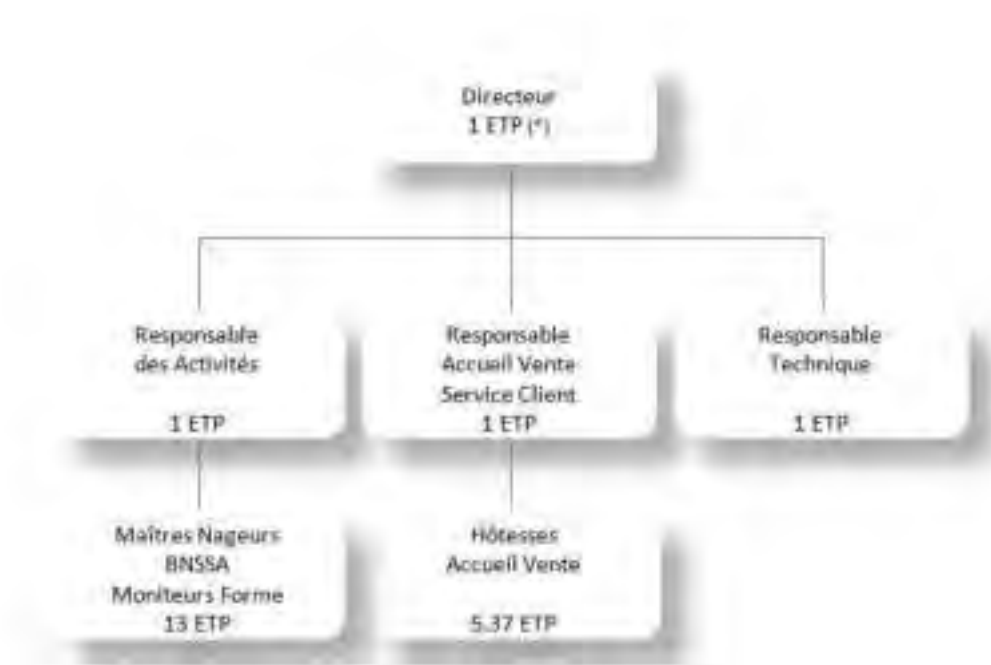 Directeur
1 ETP (*)
Responsable
des Activités
1 ETP
Responsable
Accueil Vente
Service Client
1 ETP
Responsable
Technique
1 ETP
Maîtres Nageurs
BNSSA
Moniteurs Forme
13 ETP
Hôtesses
Accueil Vente
5.37 ETP